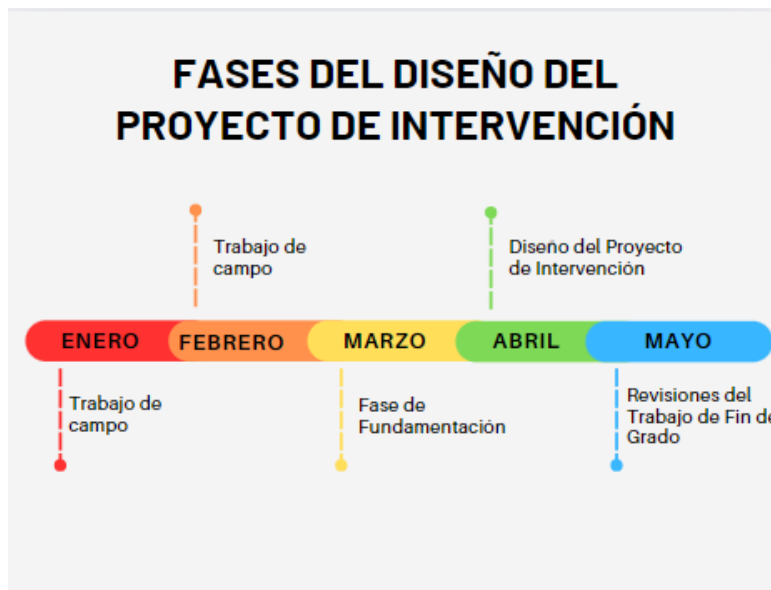 FASES DEL DISEÑO DEL
PROYECTO DE INTERVENCIÓN
Trabajo de
campo
Diseño del Proyecto
de Intervención
ENERO
FEBRERO
MARZO
ABRIL
MAYO
Trabajo de
campo
Fase de
Fundamentación
Revisiones del
Trabajo de Fin de
Grado